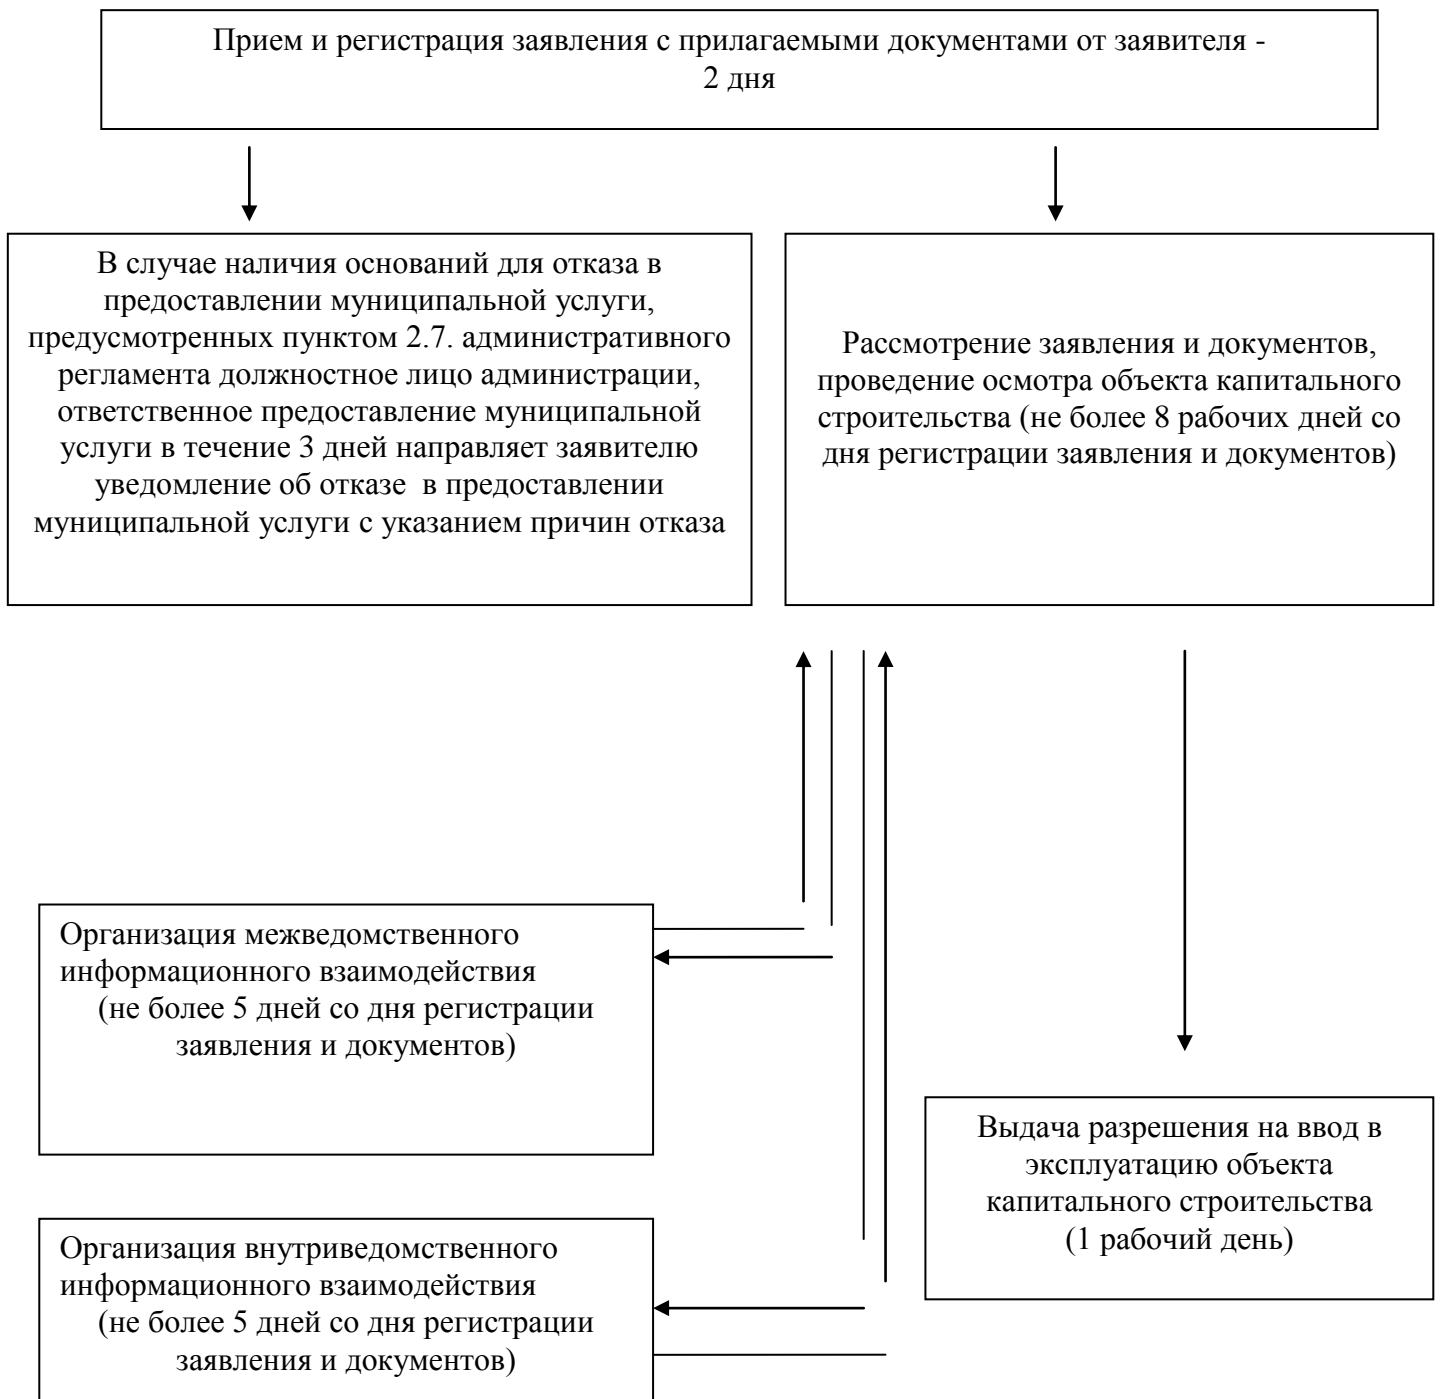 Прием и регистрация заявления с прилагаемыми документами от заявителя -
2 дня
В случае наличия оснований для отказа в
предоставлении муниципальной услуги,
предусмотренных пунктом 2.7. административного
регламента должностное лицо администрации,
ответственное предоставление муниципальной
услуги в течение 3 дней направляет заявителю
уведомление об отказе  в предоставлении
муниципальной услуги с указанием причин отказа
Рассмотрение заявления и документов,
проведение осмотра объекта капитального
строительства (не более 8 рабочих дней со
дня регистрации заявления и документов)
Организация межведомственного
информационного взаимодействия
(не более 5 дней со дня регистрации
заявления и документов)
Выдача разрешения на ввод в
эксплуатацию объекта
капитального строительства
(1 рабочий день)
Организация внутриведомственного
информационного взаимодействия
(не более 5 дней со дня регистрации
заявления и документов)